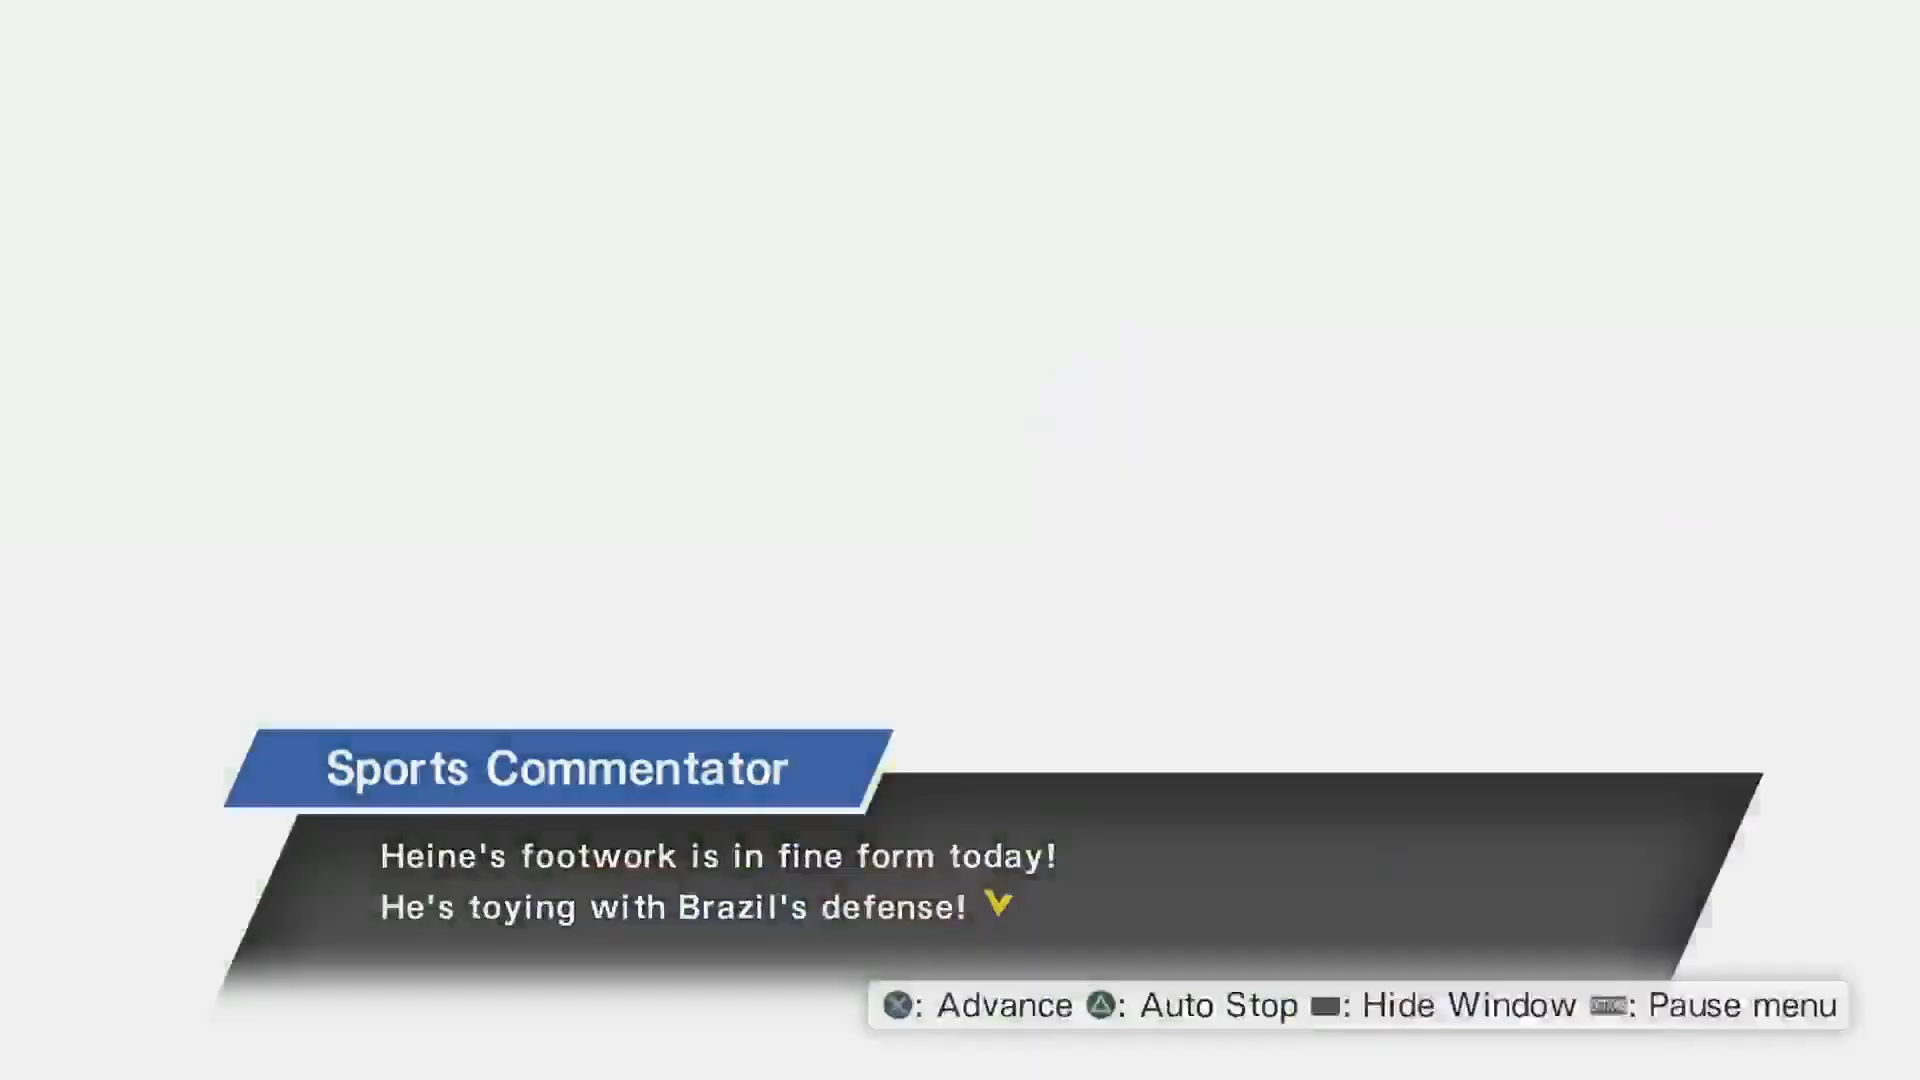 Sports Commentator
Heine's footwork is in fine form today!
He's toying with Brazil's defense!
: Advance : Auto Stop : Hide Window : Pause menu